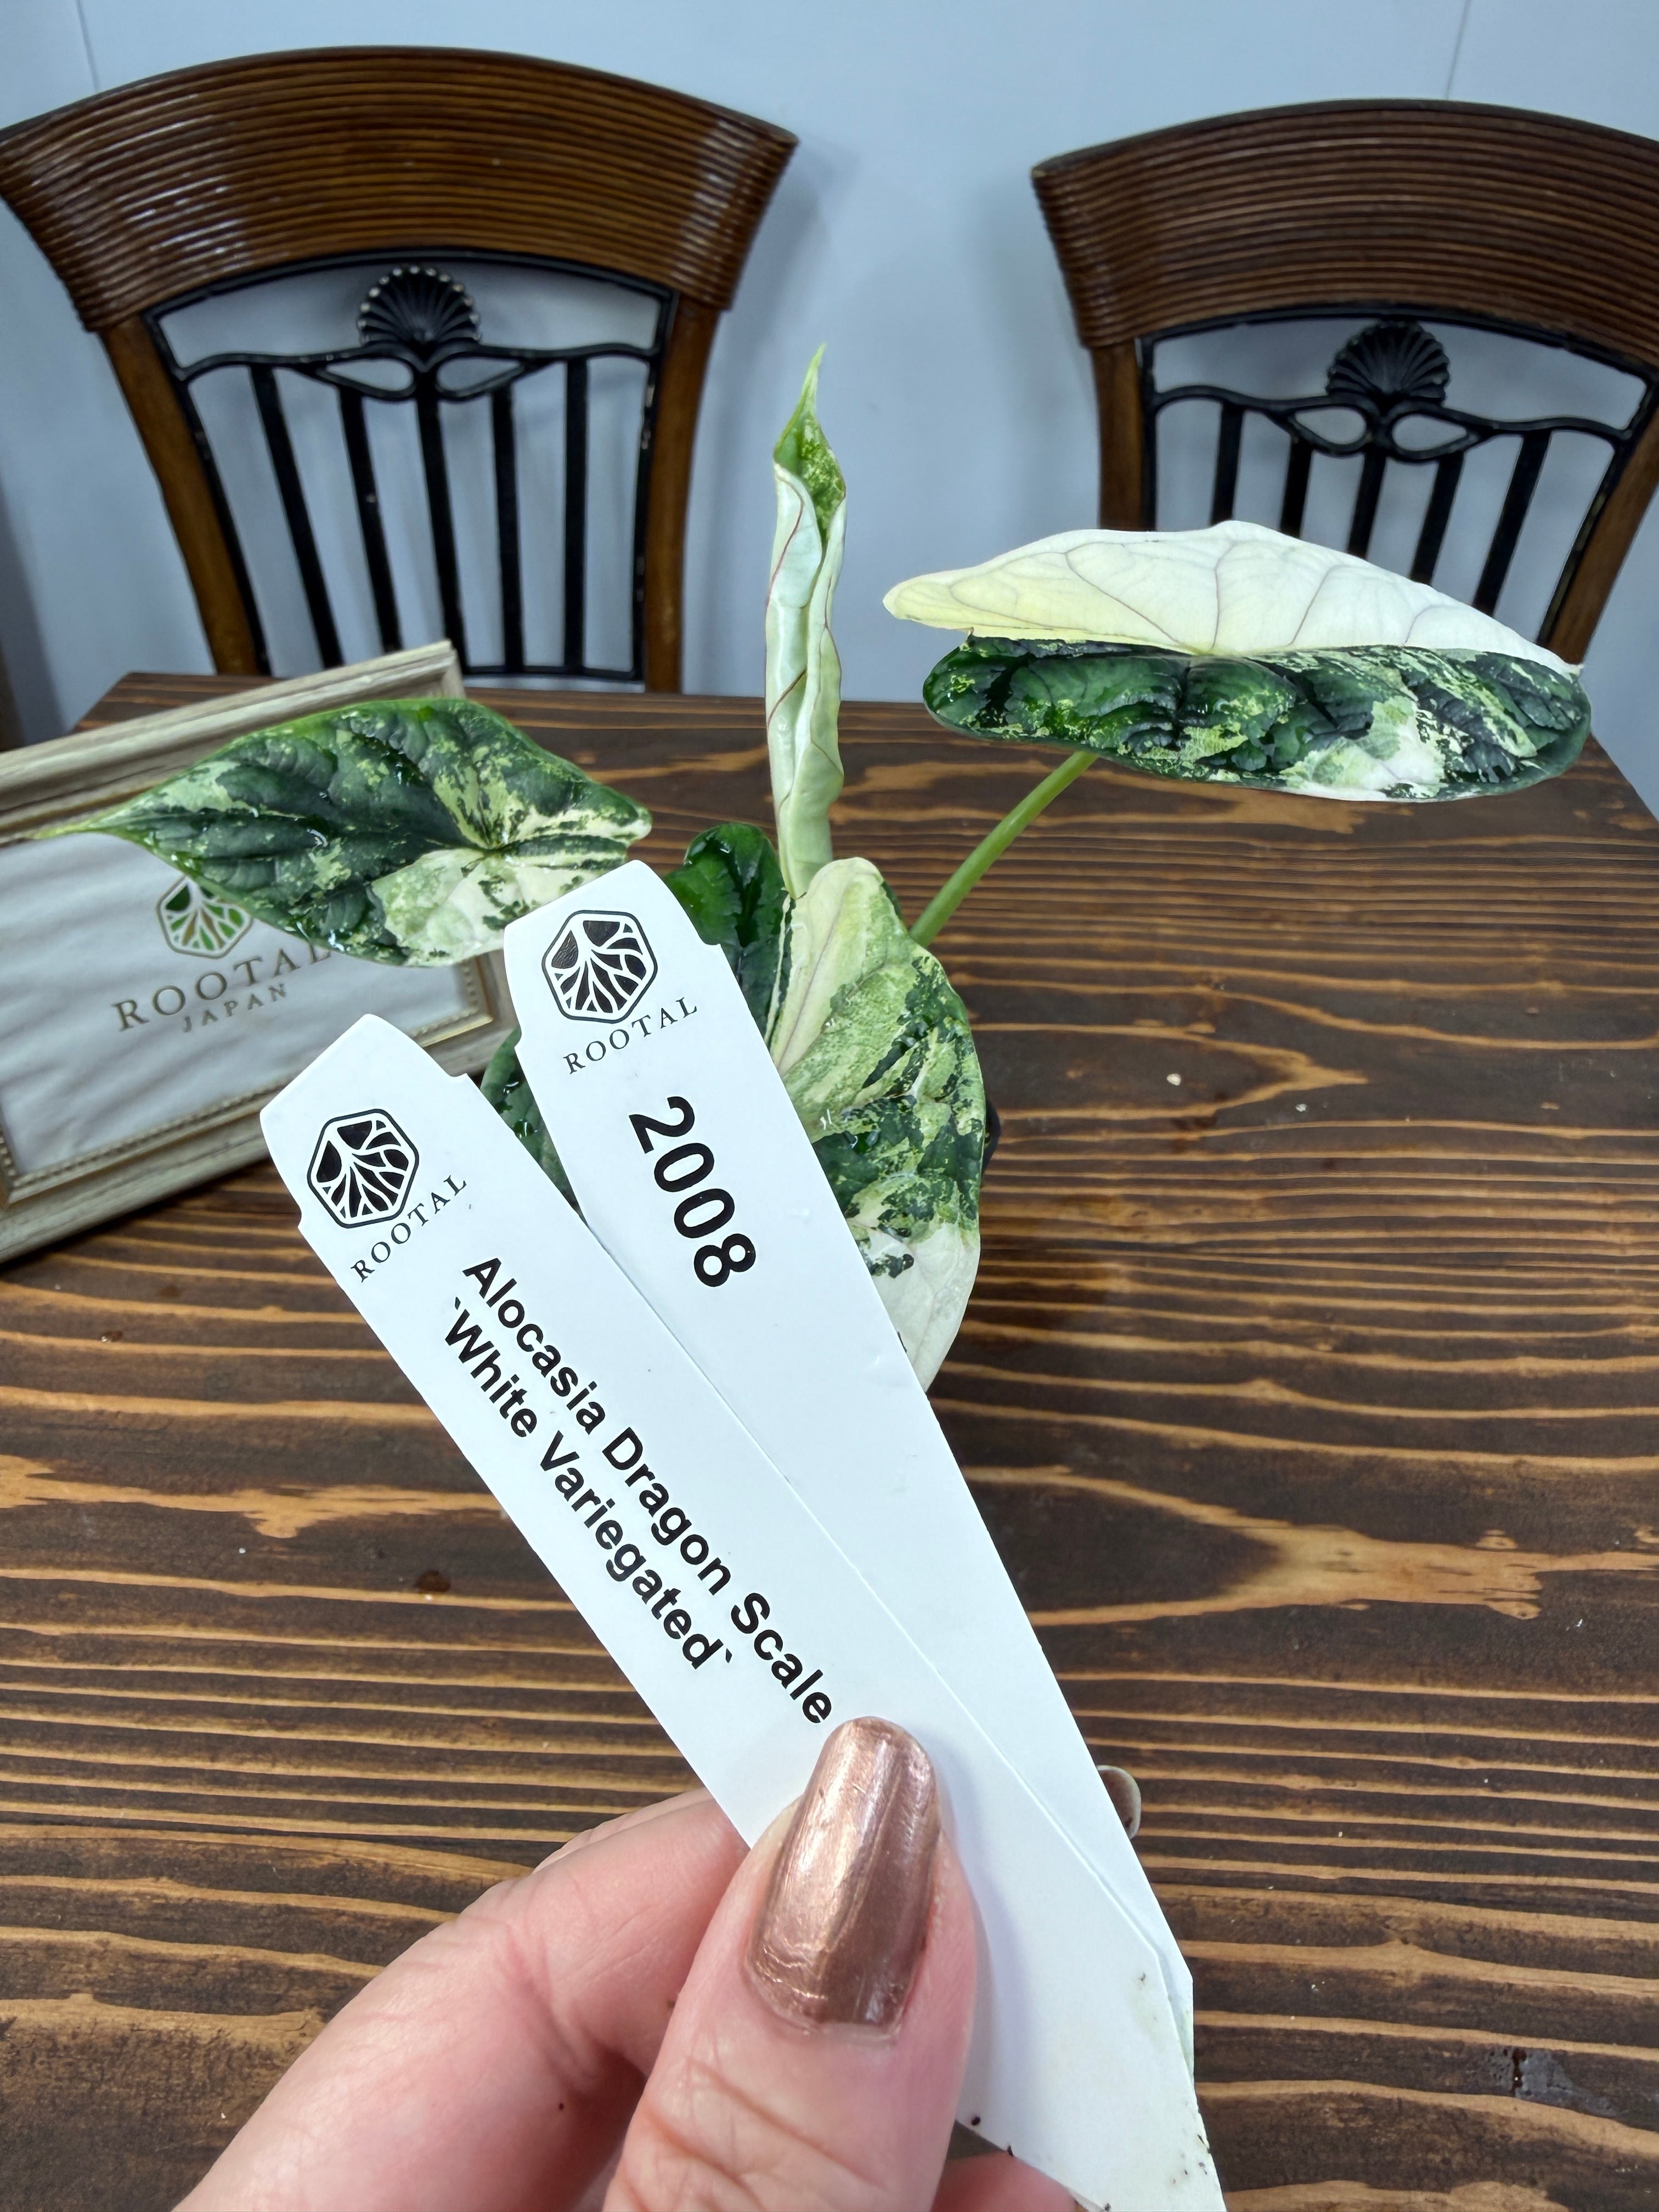 ROOTAL
JAPAN
ROOTAL
2008
ROOTAL
Alocasia Dragon Scale
`White Variegated`